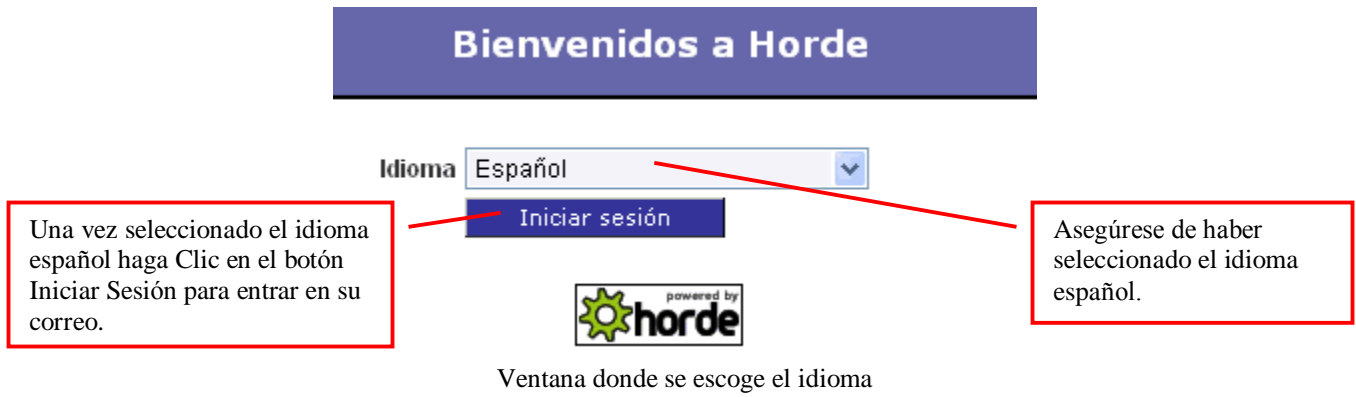 Bienvenidos a Horde
Idioma Español
Iniciar sesión
Una vez seleccionado el idioma
español haga Clic en el botón
Iniciar Sesión para entrar en su
correo.
Asegúrese de haber
seleccionado el idioma
español.
powered by
horde
Ventana donde se escoge el idioma